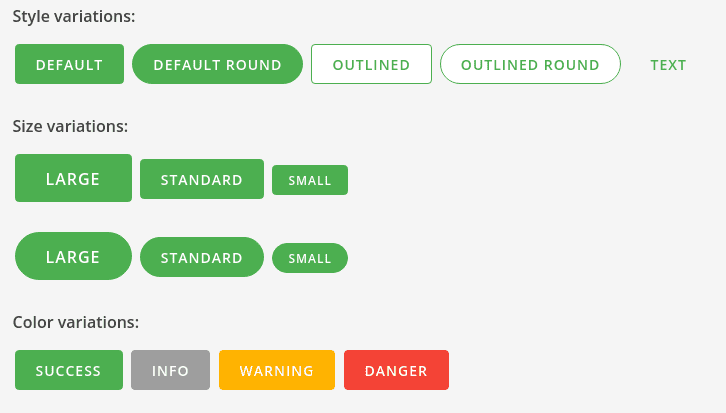 Style variations:
DEFAULT DEFAULT ROUND OUTLINED OUTLINED ROUND TEXT
Size variations:
LARGE STANDARD SMALL
LARGE STANDARD SMALL
Color variations:
SUCCESS INFO WARNING DANGER